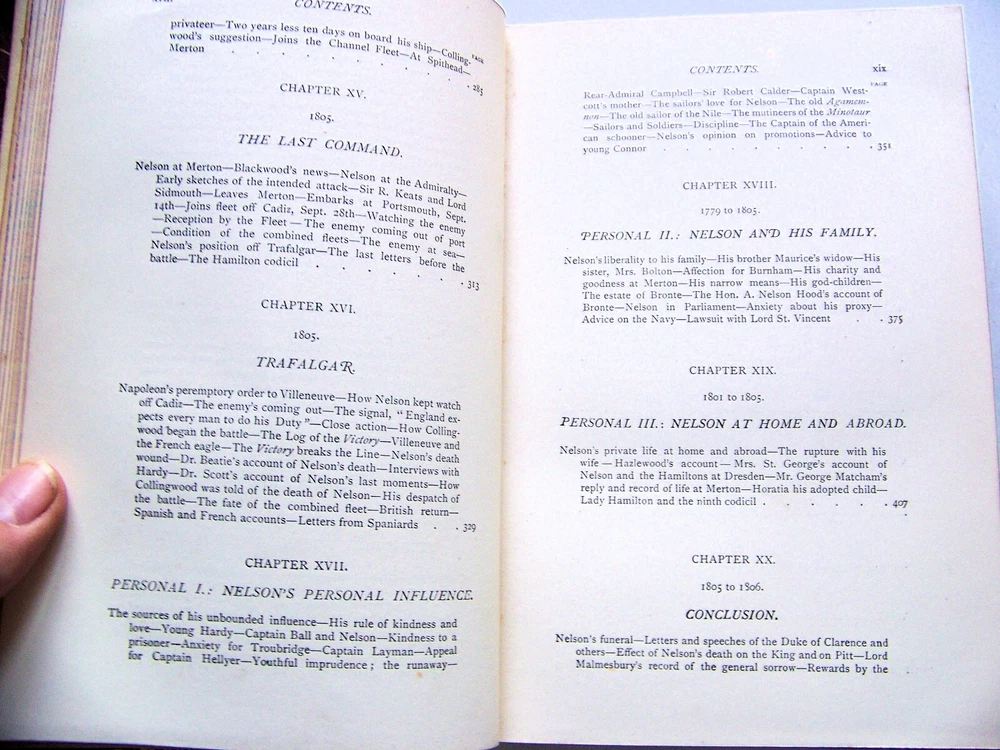 CONTENTS.
privateer—Two years less ten days on board his ship—Colling-
wood's suggestion—Joins the Channel Fleet—At Spithead—
PAGE
Merton . . . . . . . . 285
CHAPTER XV.
1805.
THE LAST COMMAND.
Nelson at Merton—Blackwood's news—Nelson at the Admiralty—
Early sketches of the intended attack—Sir R. Keats and Lord
Sidmouth—Leaves Merton—Embarks at Portsmouth, Sept.
14th—Joins fleet off Cadiz, Sept. 28th—Watching the enemy
—Reception by the Fleet—The enemy coming out of port
—Condition of the combined fleets—The enemy at sea—
Nelson's position off Trafalgar—The last letters before the
battle—The Hamilton codicil . . . . . . 313
CHAPTER XVI.
1805.
TRAFALGAR.
Napoleon's peremptory order to Villeneuve—How Nelson kept watch
off Cadiz—The enemy's coming out—The signal, "England ex-
pects every man to do his Duty"—Close action—How Colling-
wood began the battle—The Log of the Victory—Villeneuve and
the French eagle—The Victory breaks the Line—Nelson's death
wound—Dr. Beatie's account of Nelson's death—Interviews with
Hardy—Dr. Scott's account of Nelson's last moments—How
Collingwood was told of the death of Nelson—His despatch of
the battle—The fate of the combined fleet—British return—
Spanish and French accounts—Letters from Spaniards . . 329
CHAPTER XVII.
PERSONAL I.: NELSON'S PERSONAL INFLUENCE.
The sources of his unbounded influence—His rule of kindness and
love—Young Hardy—Captain Ball and Nelson—Kindness to a
prisoner—Anxiety for Troubridge—Captain Layman—Appeal
for Captain Hellyer—Youthful imprudence; the runaway—
CONTENTS. xix
PAGE
Rear-Admiral Campbell—Sir Robert Calder—Captain West-
cott's mother—The sailors' love for Nelson—The old Agamem-
non—The old sailor of the Nile—The mutineers of the Minotaur
—Sailors and Soldiers—Discipline—The Captain of the Ameri-
can schooner—Nelson's opinion on promotions—Advice to
young Connor . . . . . . . . 351
CHAPTER XVIII.
1779 to 1805.
PERSONAL II.: NELSON AND HIS FAMILY.
Nelson's liberality to his family—His brother Maurice's widow—His
sister, Mrs. Bolton—Affection for Burnham—His charity and
goodness at Merton—His narrow means—His god-children—
The estate of Bronte—The Hon. A. Nelson Hood's account of
Bronte—Nelson in Parliament—Anxiety about his proxy—
Advice on the Navy—Lawsuit with Lord St. Vincent . . 375
CHAPTER XIX.
1801 to 1805.
PERSONAL III.: NELSON AT HOME AND ABROAD.
Nelson's private life at home and abroad—The rupture with his
wife—Hazlewood's account—Mrs. St. George's account of
Nelson and the Hamiltons at Dresden—Mr. George Matcham's
reply and record of life at Merton—Horatia his adopted child—
Lady Hamilton and the ninth codicil . . . . . . 407
CHAPTER XX.
1805 to 1806.
CONCLUSION.
Nelson's funeral—Letters and speeches of the Duke of Clarence and
others—Effect of Nelson's death on the King and on Pitt—Lord
Malmesbury's record of the general sorrow—Rewards by the